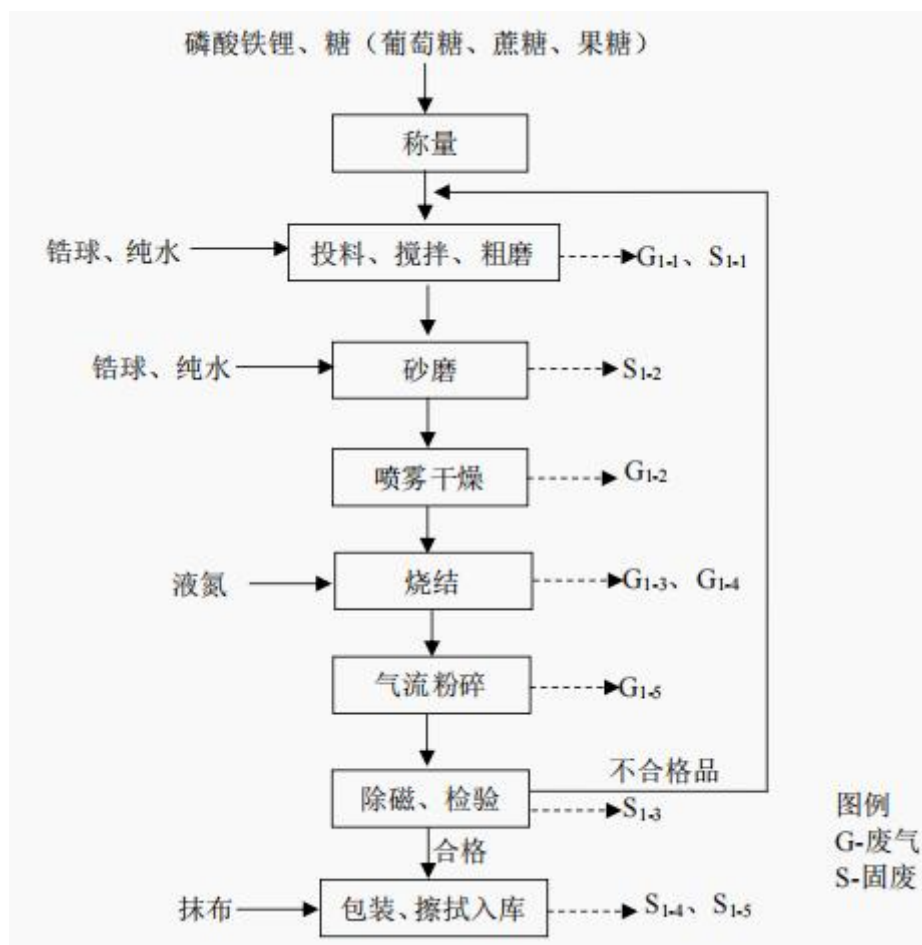 磷酸铁锂、糖（葡萄糖、蔗糖、果糖）
称量
锆球、纯水
投料、搅拌、粗磨
G1-1、S1-1
锆球、纯水
砂磨
S1-2
喷雾干燥
G1-2
液氮
烧结
G1-3、G1-4
气流粉碎
G1-5
不合格品
除磁、检验
S1-3
合格
抹布
包装、擦拭入库
S1-4、S1-5
图例
G-废气
S-固废